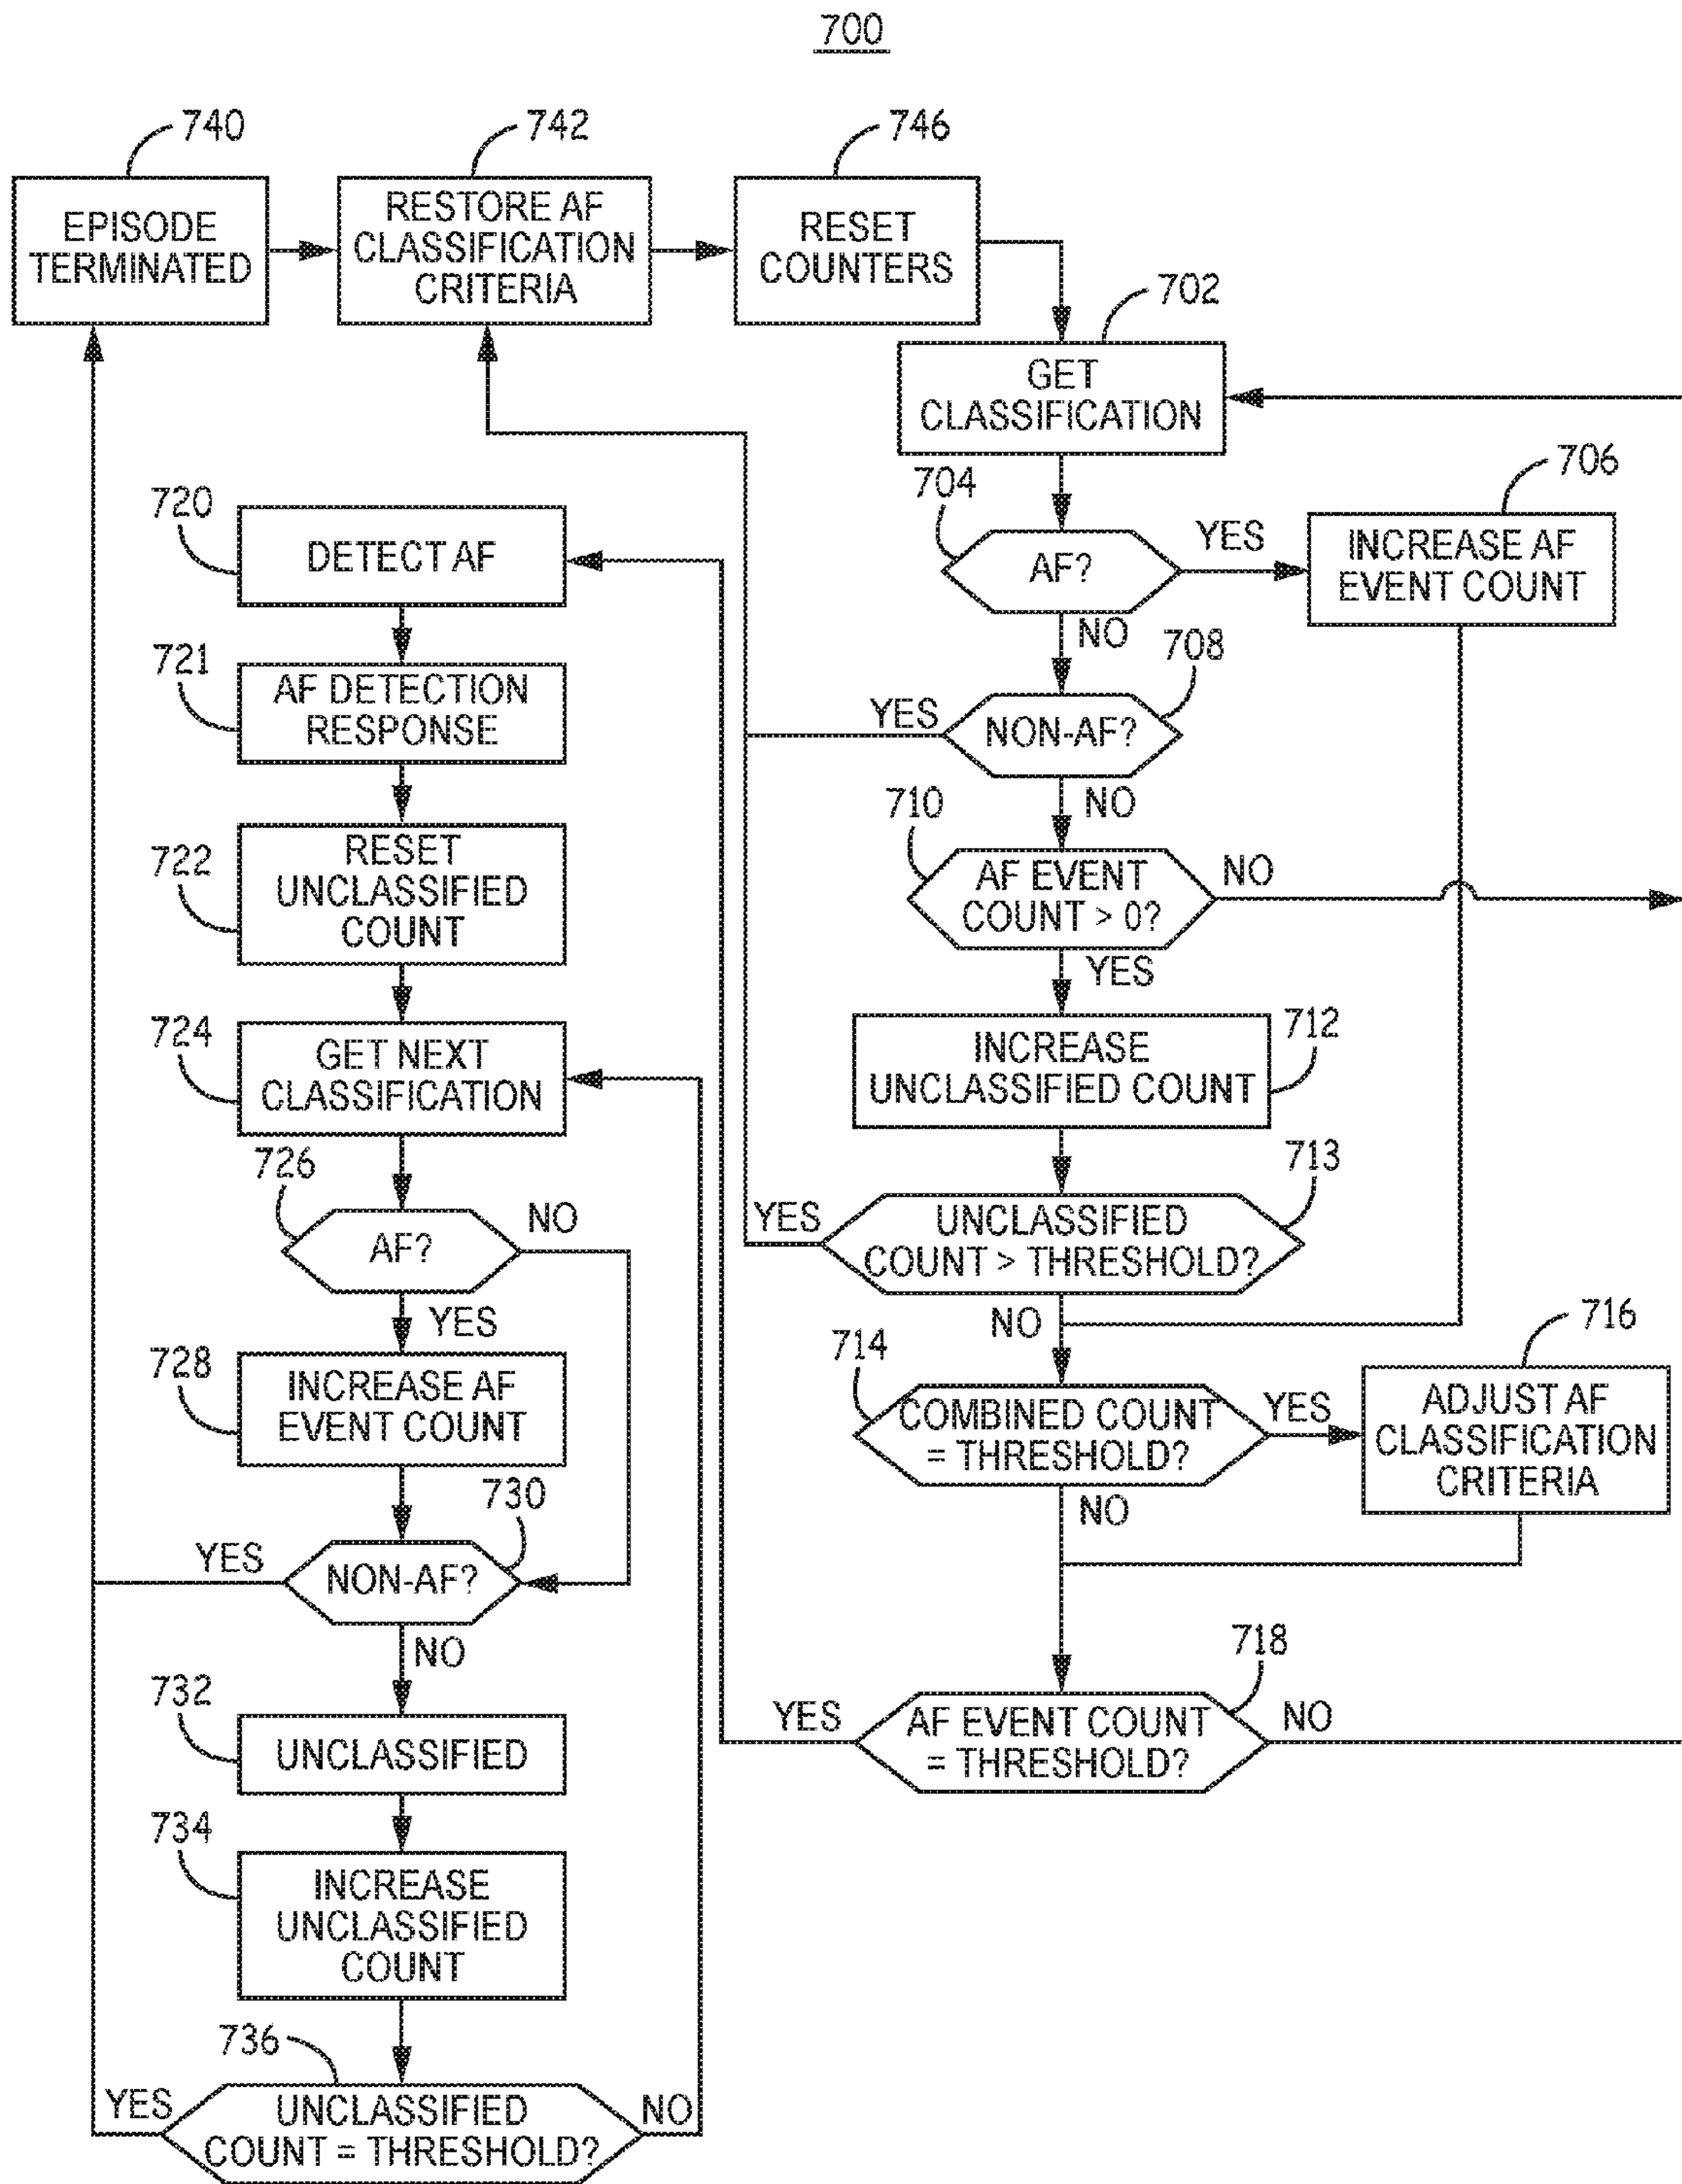 700
740
742
746
EPISODE
TERMINATED
RESTORE AF
CLASSIFICATION
CRITERIA
RESET
COUNTERS
702
GET
CLASSIFICATION
704
AF?
YES
NO
706
INCREASE AF
EVENT COUNT
708
NON-AF?
YES
NO
710
AF EVENT
COUNT > 0?
NO
YES
712
INCREASE
UNCLASSIFIED COUNT
713
UNCLASSIFIED
COUNT > THRESHOLD?
YES
NO
714
COMBINED COUNT
= THRESHOLD?
YES
NO
716
ADJUST AF
CLASSIFICATION
CRITERIA
718
AF EVENT COUNT
= THRESHOLD?
YES
NO
720
DETECT AF
721
AF DETECTION
RESPONSE
722
RESET
UNCLASSIFIED
COUNT
724
GET NEXT
CLASSIFICATION
726
AF?
NO
YES
728
INCREASE AF
EVENT COUNT
730
NON-AF?
YES
NO
732
UNCLASSIFIED
734
INCREASE
UNCLASSIFIED
COUNT
736
UNCLASSIFIED
COUNT = THRESHOLD?
YES
NO